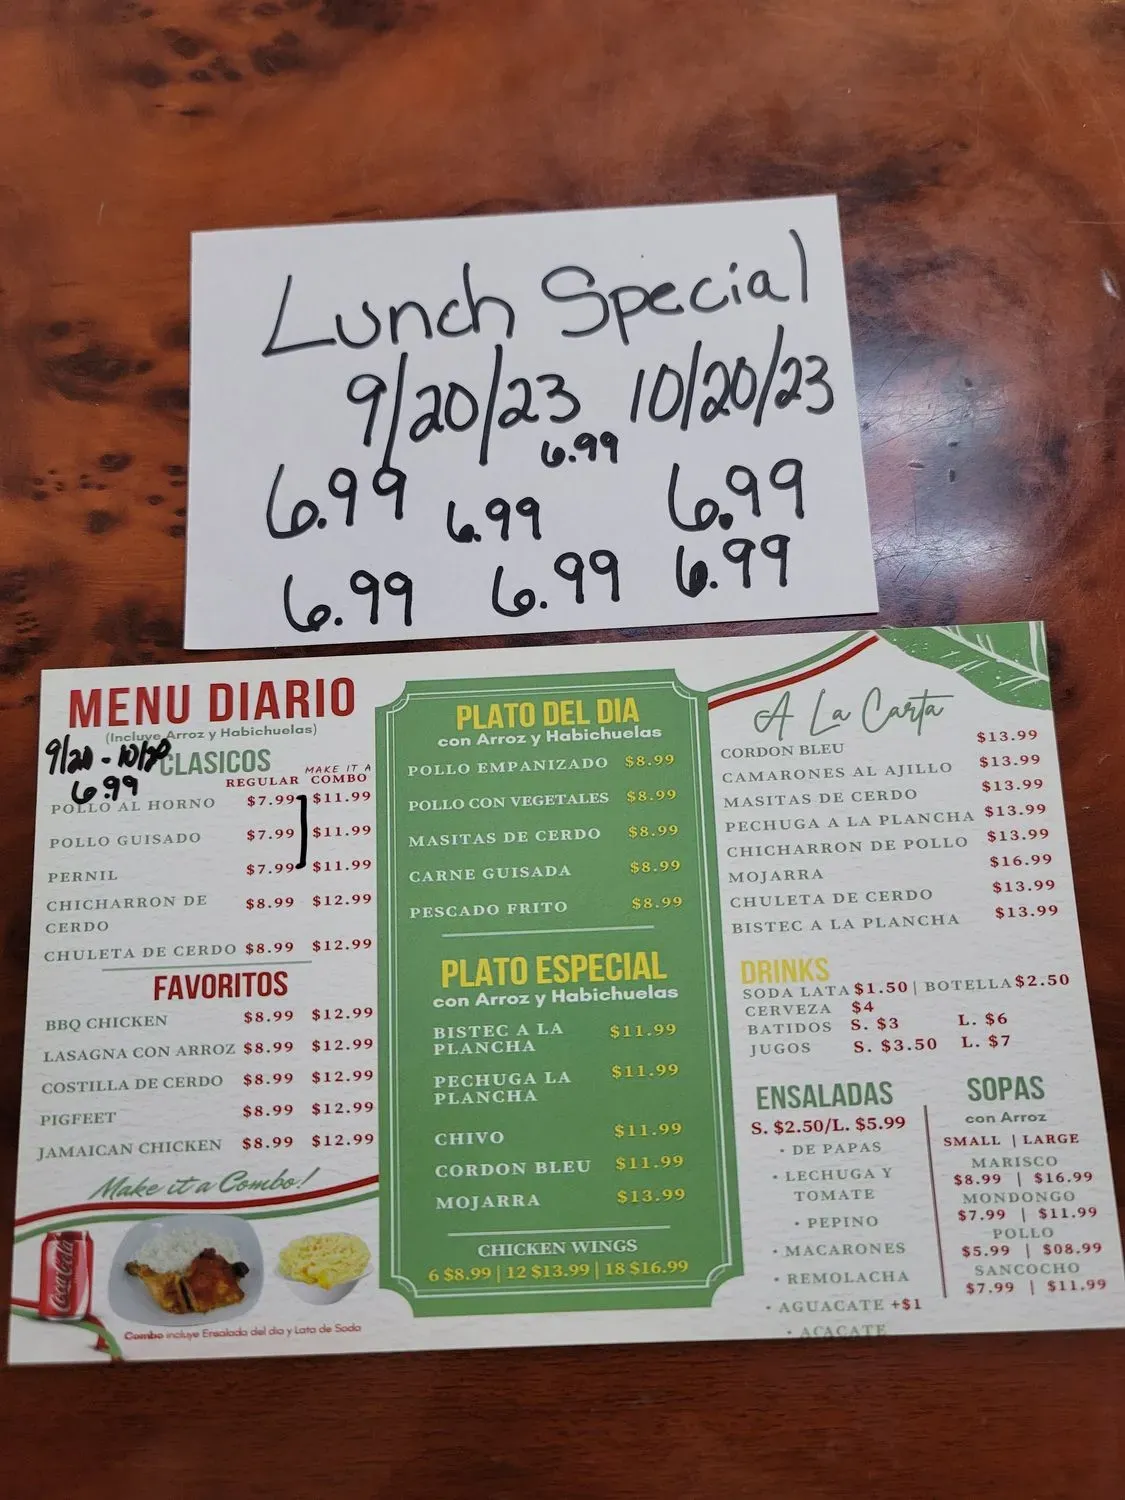 Lunch Special
9/20/23 10/20/23
6.99
6.99 6.99 6.99
6.99 6.99 6.99
MENU DIARIO
(Incluye Arroz y Habichuelas)
9/20 - 10/20
6.99
CLASICOS
REGULAR MAKE IT A COMBO
POLLO AL HORNO $7.99 $11.99
POLLO GUISADO $7.99 $11.99
PERNIL $7.99 $11.99
CHICHARRON DE
CERDO $8.99 $12.99
CHULETA DE CERDO $8.99 $12.99
FAVORITOS
BBQ CHICKEN $8.99 $12.99
LASAGNA CON ARROZ $8.99 $12.99
COSTILLA DE CERDO $8.99 $12.99
PIGFEET $8.99 $12.99
JAMAICAN CHICKEN $8.99 $12.99
Make it a Combo!
Coca-Cola
Combo incluye Ensalada del dia y Lata de Soda
PLATO DEL DIA
con Arroz y Habichuelas
POLLO EMPANIZADO $8.99
POLLO CON VEGETALES $8.99
MASITAS DE CERDO $8.99
CARNE GUISADA $8.99
PESCADO FRITO $8.99
PLATO ESPECIAL
con Arroz y Habichuelas
BISTEC A LA
PLANCHA $11.99
PECHUGA LA
PLANCHA $11.99
CHIVO $11.99
CORDON BLEU $11.99
MOJARRA $13.99
CHICKEN WINGS
6 $8.99 | 12 $13.99 | 18 $16.99
A La Carta
CORDON BLEU $13.99
CAMARONES AL AJILLO $13.99
MASITAS DE CERDO $13.99
PECHUGA A LA PLANCHA $13.99
CHICHARRON DE POLLO $13.99
MOJARRA $16.99
CHULETA DE CERDO $13.99
BISTEC A LA PLANCHA $13.99
DRINKS
SODA LATA $1.50 | BOTELLA $2.50
CERVEZA $4
BATIDOS S. $3 L. $6
JUGOS S. $3.50 L. $7
ENSALADAS
S. $2.50/L. $5.99
• DE PAPAS
• LECHUGA Y
TOMATE
• PEPINO
• MACARONES
• REMOLACHA
• AGUACATE +$1
• ACACATE
SOPAS
con Arroz
SMALL | LARGE
MARISCO
$8.99 | $16.99
MONDONGO
$7.99 | $11.99
POLLO
$5.99 | $08.99
SANCOCHO
$7.99 | $11.99